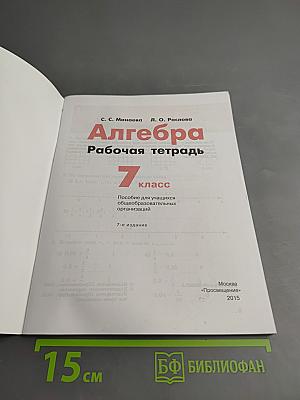 С. С. Минаева Л. О. Рослова
Алгебра
Рабочая тетрадь
7 класс
Пособие для учащихся
общеобразовательных
организаций
7-е издание
Москва
«Просвещение»
2015
15 см
БФ БИБЛИОФАН